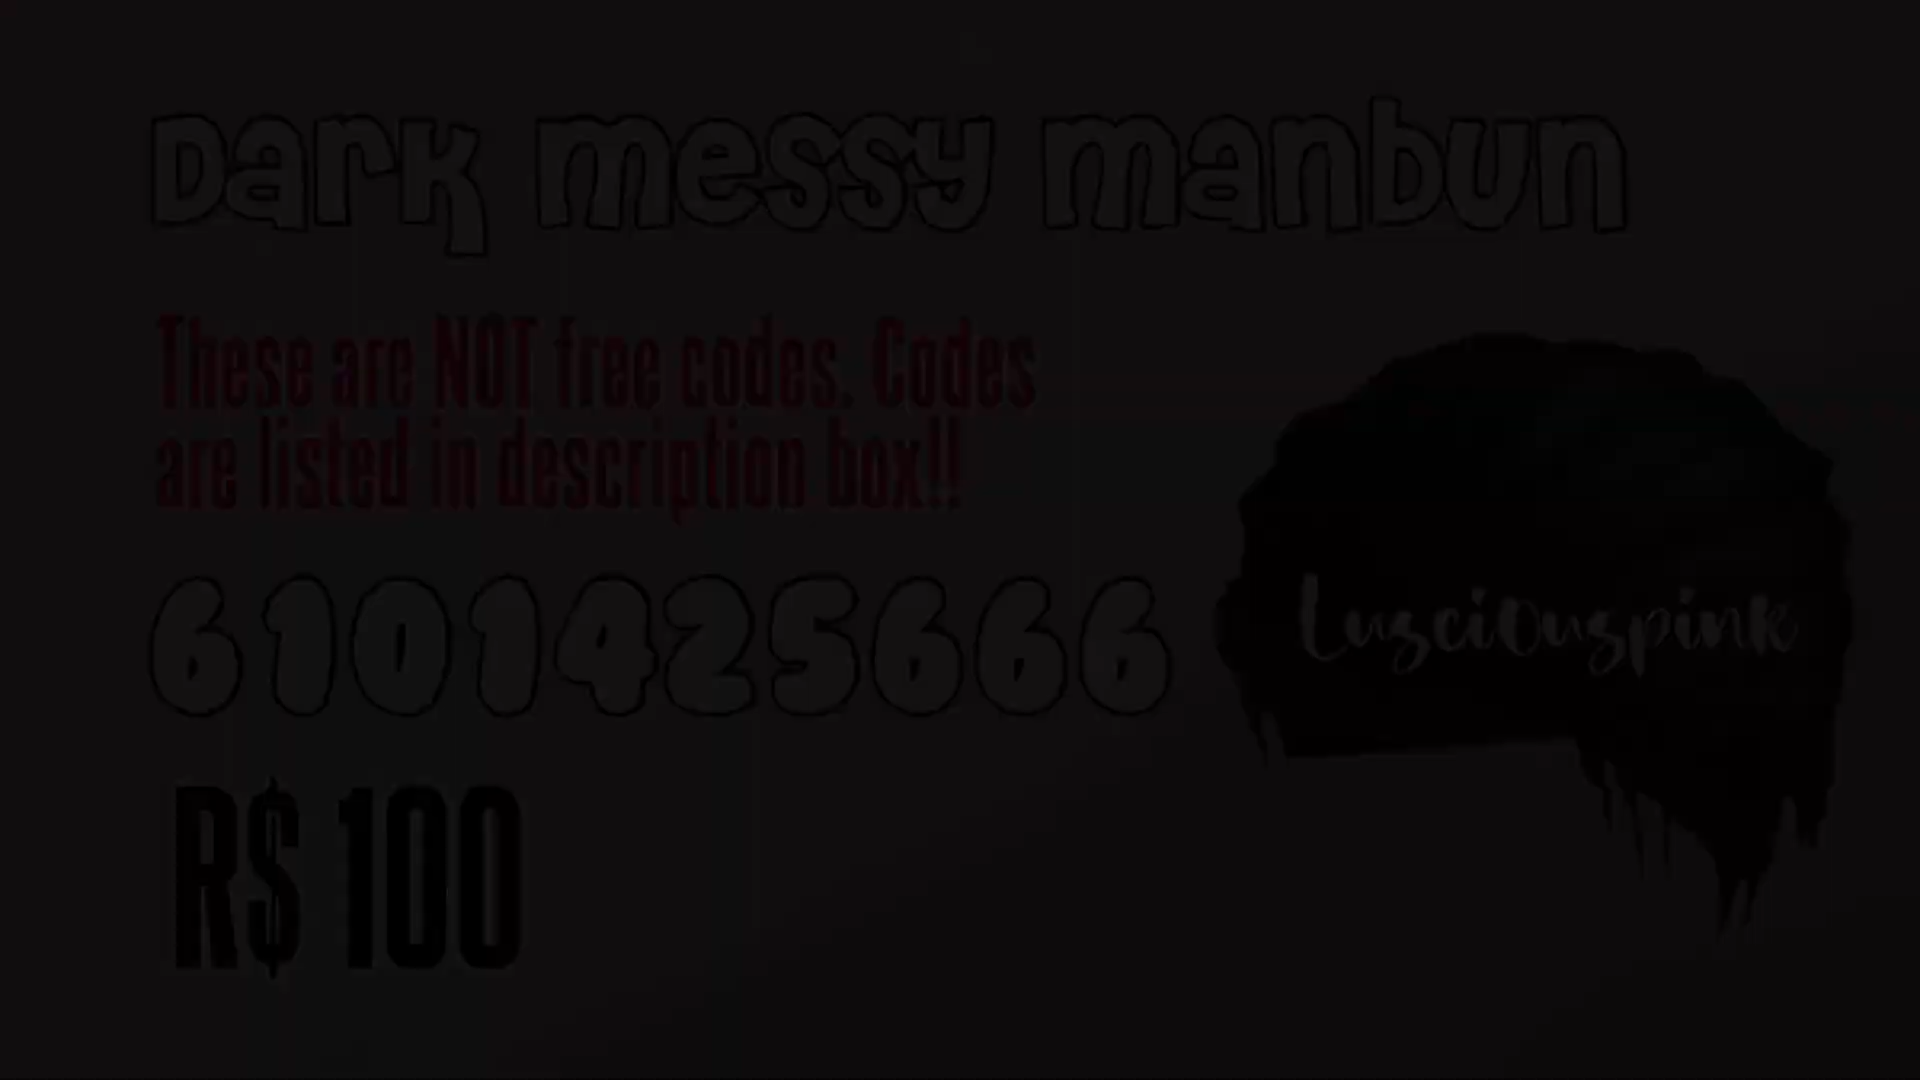 Dark messy manbun
These are NOT free codes. Codes
are listed in description box!!
6101425666
Lusciouspink
R$ 100